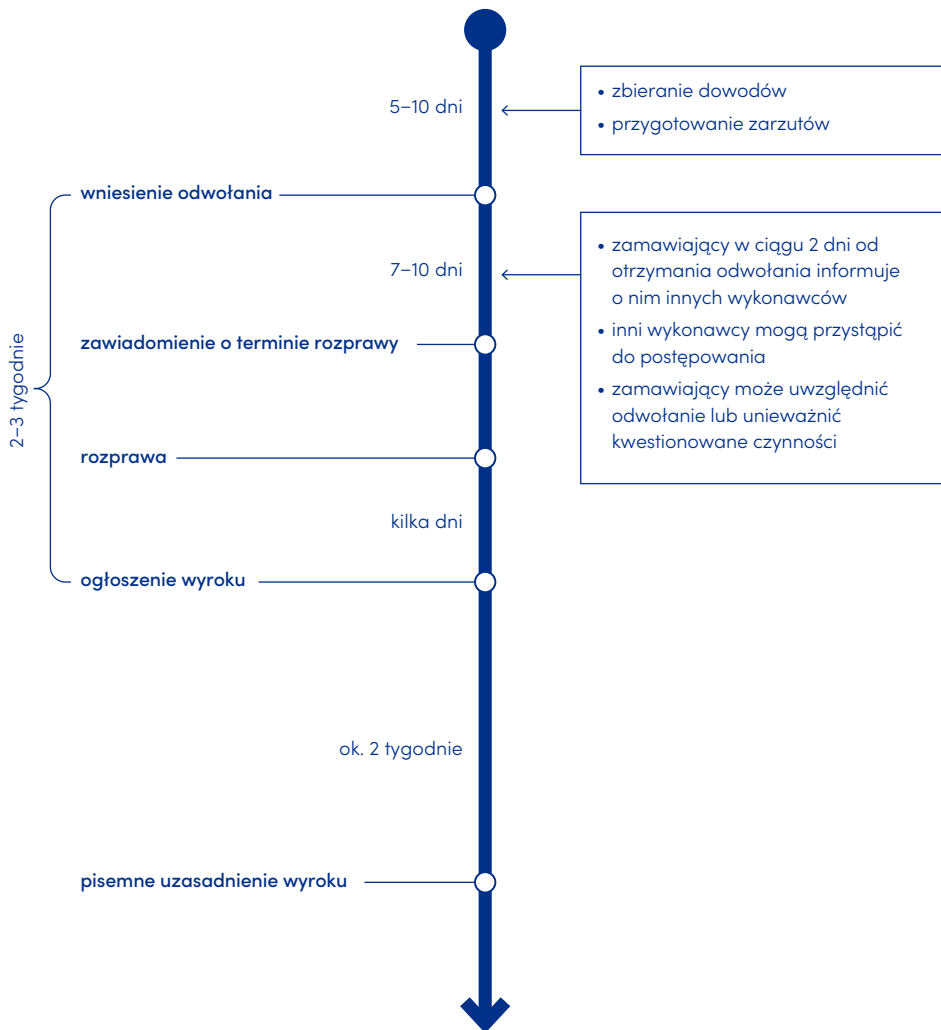 5–10 dni
• zbieranie dowodów
• przygotowanie zarzutów
wniesienie odwołania
7–10 dni
• zamawiający w ciągu 2 dni od
otrzymania odwołania informuje
o nim innych wykonawców
• inni wykonawcy mogą przystąpić
do postępowania
• zamawiający może uwzględnić
odwołanie lub unieważnić
kwestionowane czynności
zawiadomienie o terminie rozprawy
2–3 tygodnie
rozprawa
kilka dni
ogłoszenie wyroku
ok. 2 tygodnie
pisemne uzasadnienie wyroku